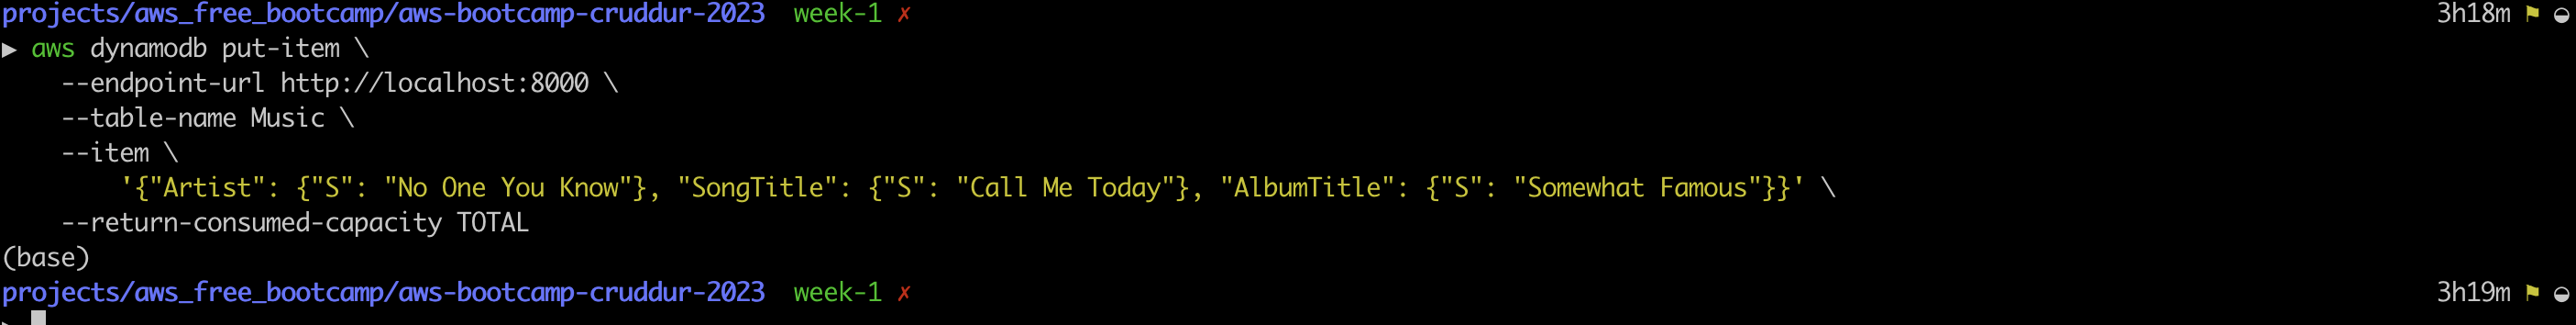 projects/aws_free_bootcamp/aws-bootcamp-cruddur-2023 week-1 ✗ 3h18m ⚑ ◒
▶ aws dynamodb put-item \
--endpoint-url http://localhost:8000 \
--table-name Music \
--item \
'{"Artist": {"S": "No One You Know"}, "SongTitle": {"S": "Call Me Today"}, "AlbumTitle": {"S": "Somewhat Famous"}}' \
--return-consumed-capacity TOTAL
(base)
projects/aws_free_bootcamp/aws-bootcamp-cruddur-2023 week-1 ✗ 3h19m ⚑ ◒